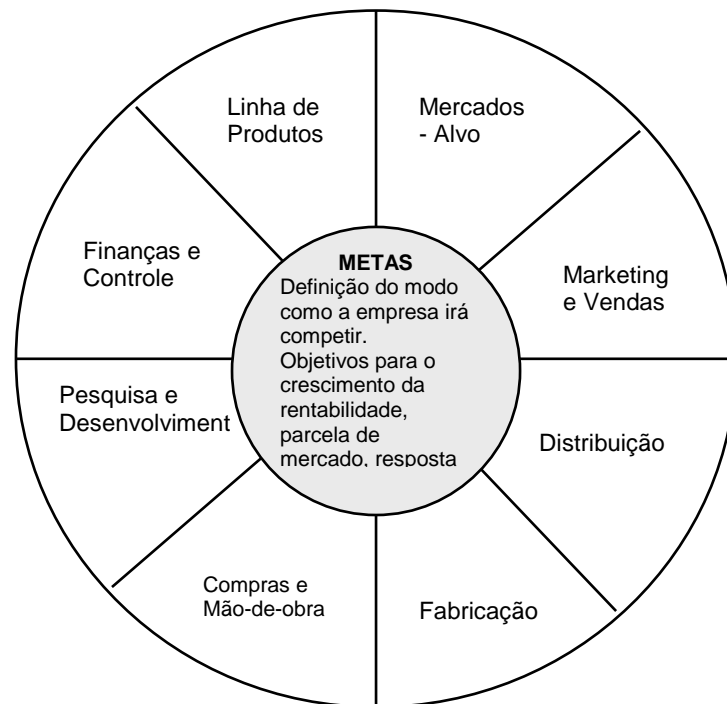 Linha de
Produtos
Mercados
- Alvo
Finanças e
Controle
METAS
Definição do modo
como a empresa irá
competir.
Objetivos para o
crescimento da
rentabilidade,
parcela de
mercado, resposta
Marketing
e Vendas
Pesquisa e
Desenvolviment
Distribuição
Compras e
Mão-de-obra
Fabricação